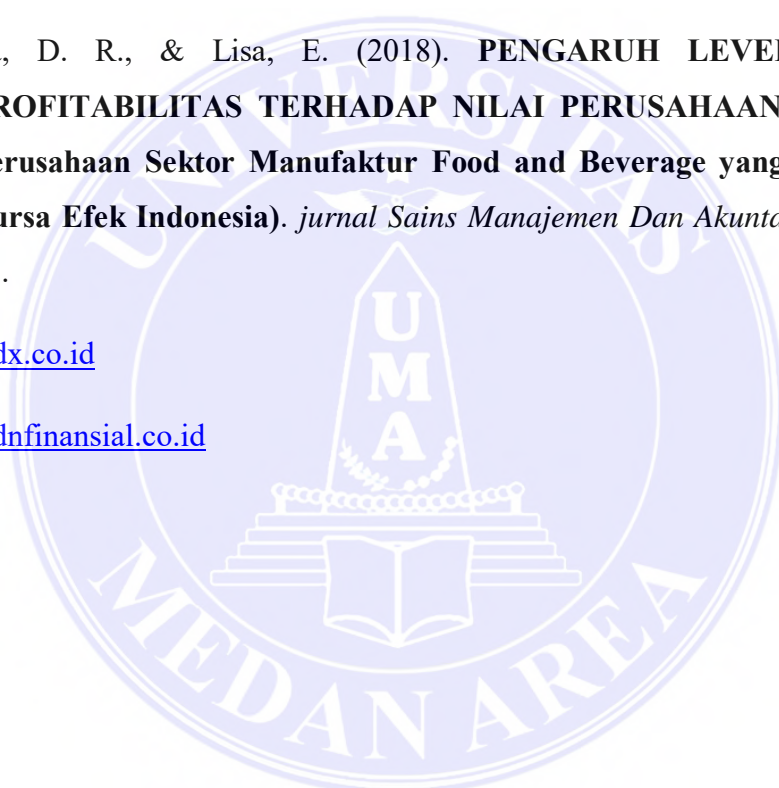 , D. R., & Lisa, E. (2018). PENGARUH LEVE
ROFITABILITAS TERHADAP NILAI PERUSAHAAN
erusahaan Sektor Manufaktur Food and Beverage yang
ursa Efek Indonesia). jurnal Sains Manajemen Dan Akunta
.
dx.co.id
dnfinansial.co.id
UNIVERSITAS
UMA
MEDAN AREA